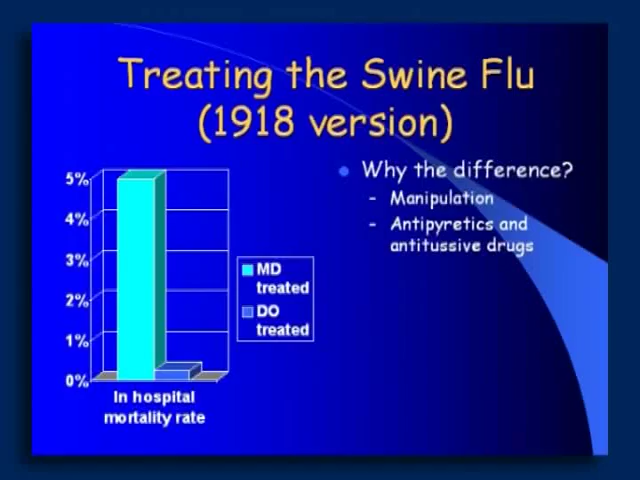 Treating the Swine Flu
(1918 version)
Why the difference?
- Manipulation
- Antipyretics and
antitussive drugs
5%
4%
3%
2%
1%
0%
MD
treated
DO
treated
In hospital
mortality rate